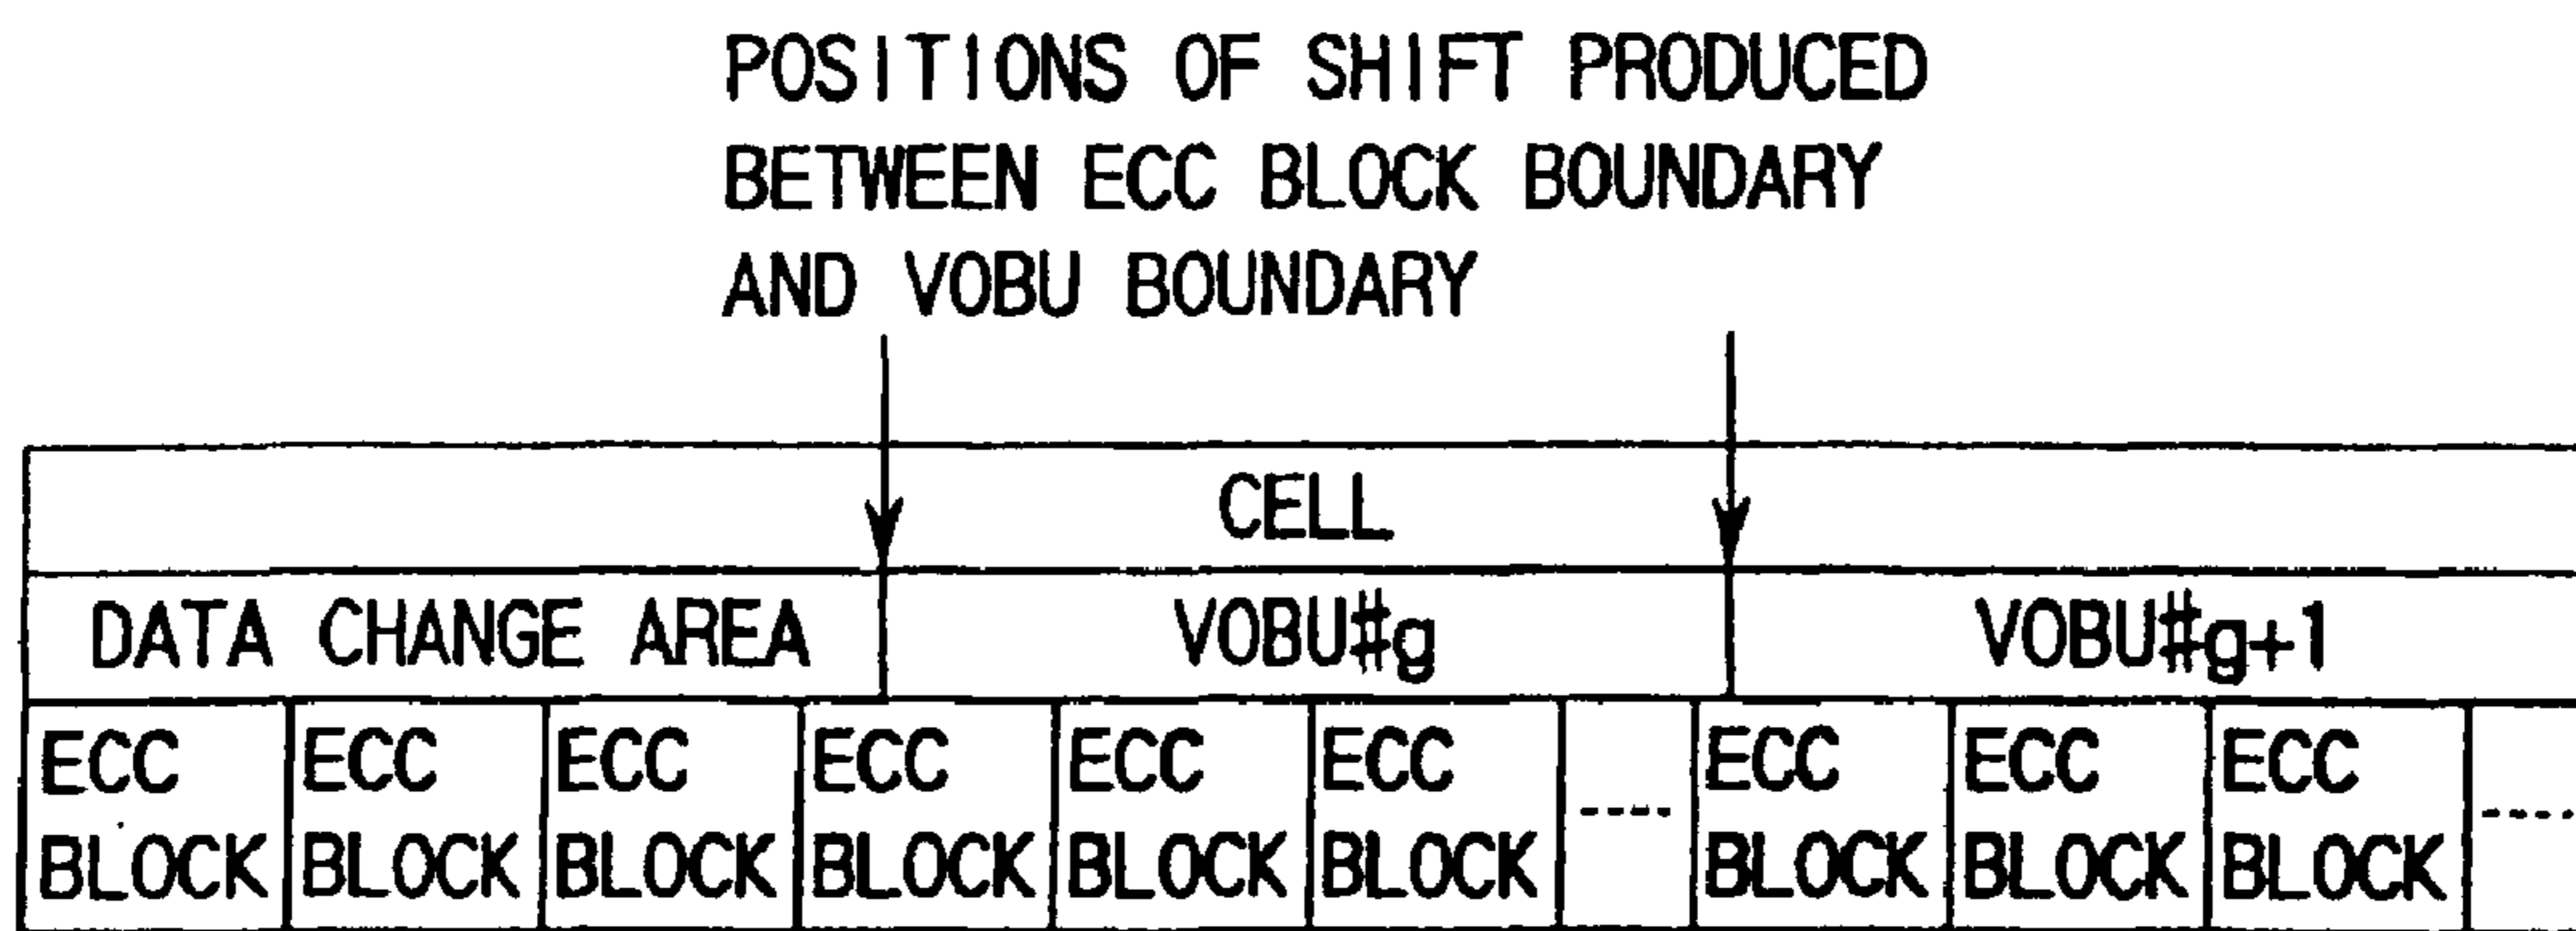 POSITIONS OF SHIFT PRODUCED
BETWEEN ECC BLOCK BOUNDARY
AND VOBU BOUNDARY
CELL
DATA CHANGE AREA VOBU#g VOBU#g+1
ECC ECC ECC ECC ECC ECC ---- ECC ECC ECC ----
BLOCK BLOCK BLOCK BLOCK BLOCK BLOCK BLOCK BLOCK BLOCK